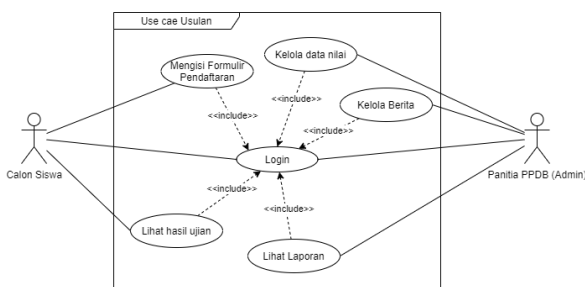 Use cae Usulan
Mengisi Formulir
Pendaftaran
Kelola data nilai
<<include>>
<<include>>
Kelola Berita
<<include>>
Calon Siswa
Login
Panitia PPDB (Admin)
<<include>>
<<include>>
Lihat hasil ujian
Lihat Laporan